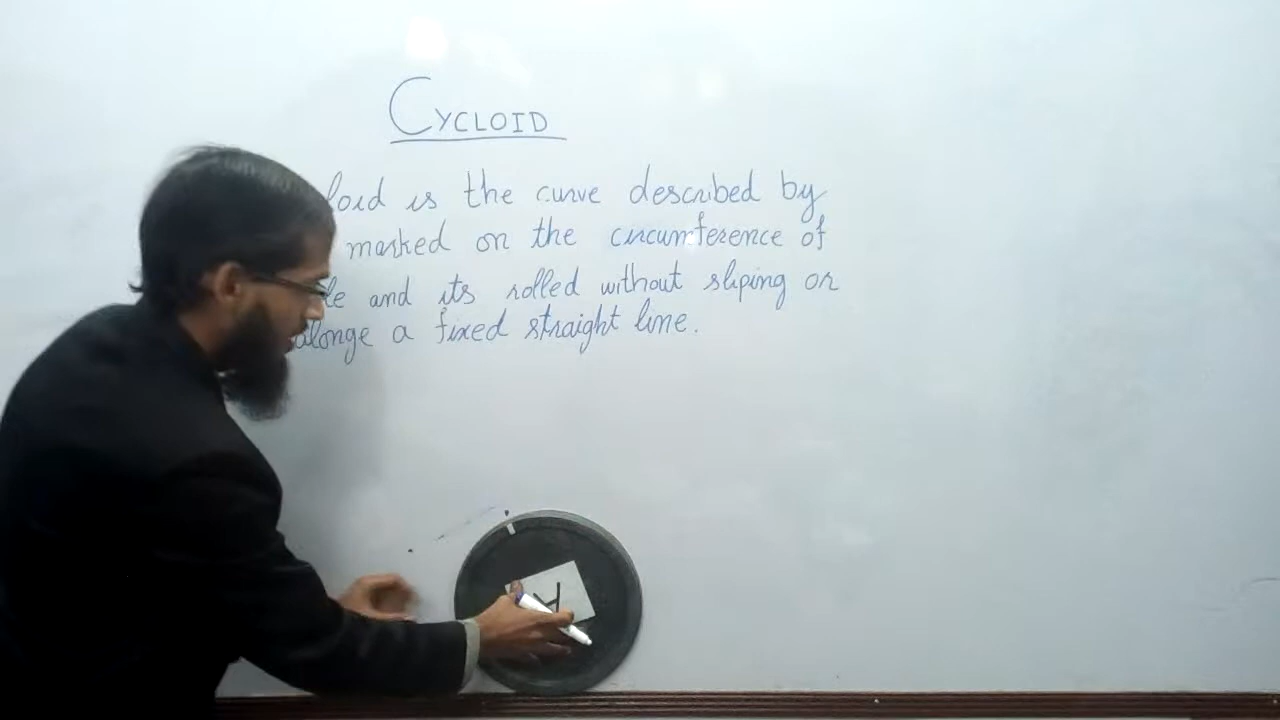 CYCLOID
loid is the curve described by
marked on the circumference of
le and its rolled without sliping or
alonge a fixed straight line.